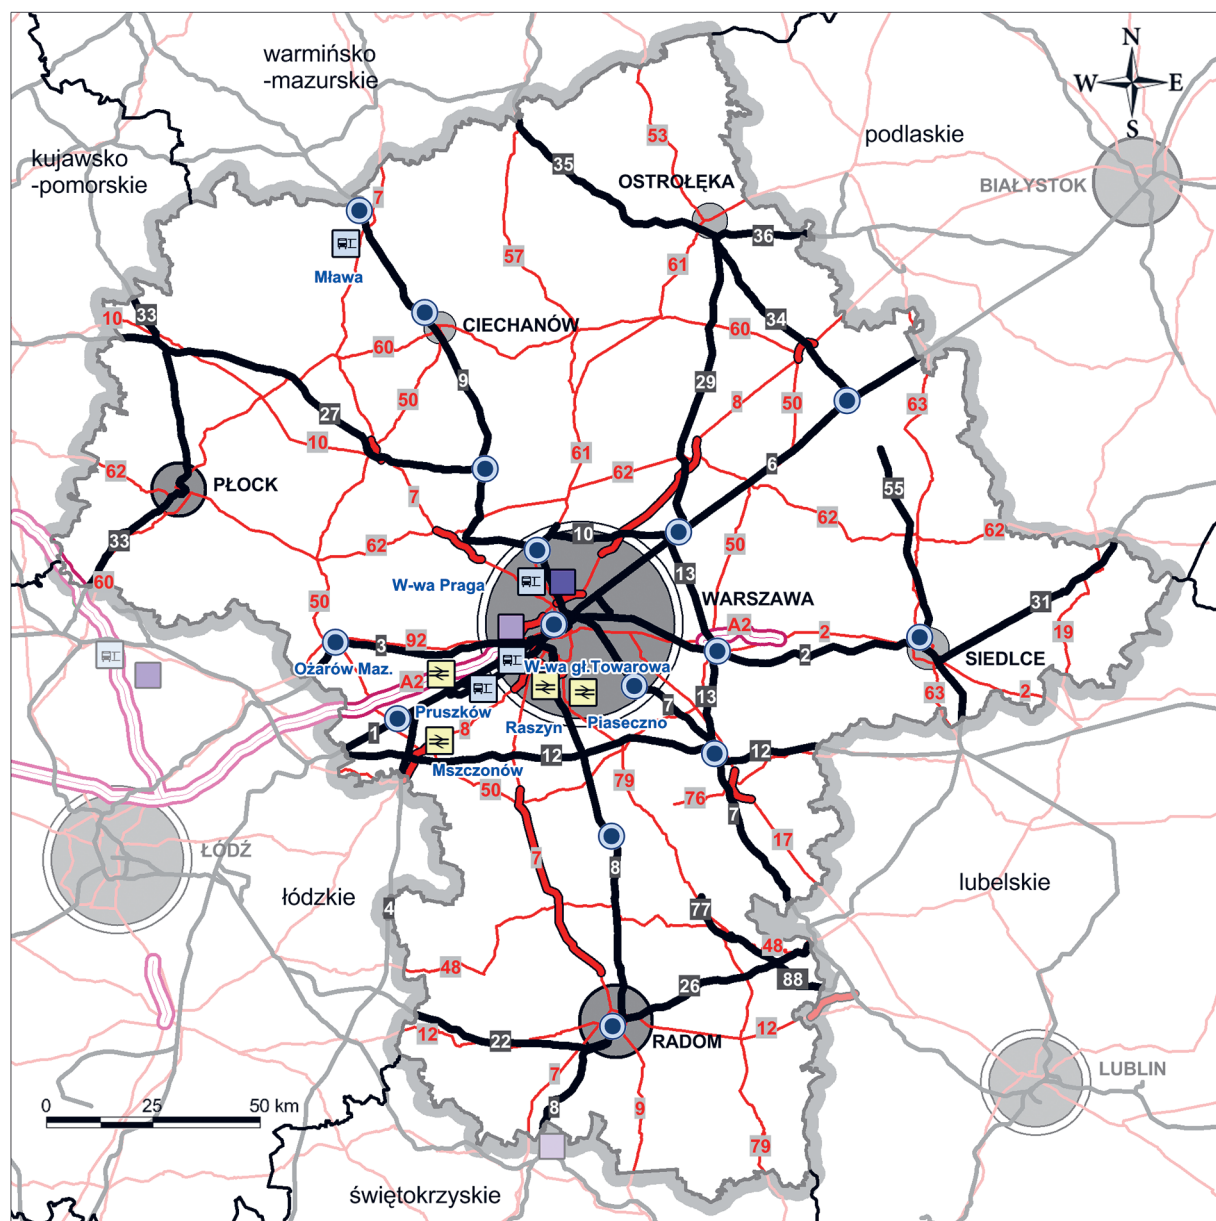 warmińsko
-mazurskie
N
W
E
S
kujawsko
-pomorskie
podlaskie
53
35
OSTROŁĘKA
BIAŁYSTOK
7
36
57
61
Mława
33
10
CIECHANÓW
34
60
60
9
29
50
8
50
63
27
10
61
62
6
62
PŁOCK
7
55
62
33
10
62
62
60
W-wa Praga
50
13
50
WARSZAWA
31
92
3
A2
2
19
Ożarów Maz.
W-wa gł.Towarowa
2
SIEDLCE
A2
63
2
Pruszków
7
13
1
8
Raszyn
Piaseczno
12
12
Mszczonów
79
50
76
7
17
ŁÓDŹ
7
8
łódzkie
lubelskie
4
77
48
48
26
88
12
22
12
RADOM
LUBLIN
7
0
25
50 km
8
9
79
świętokrzyskie